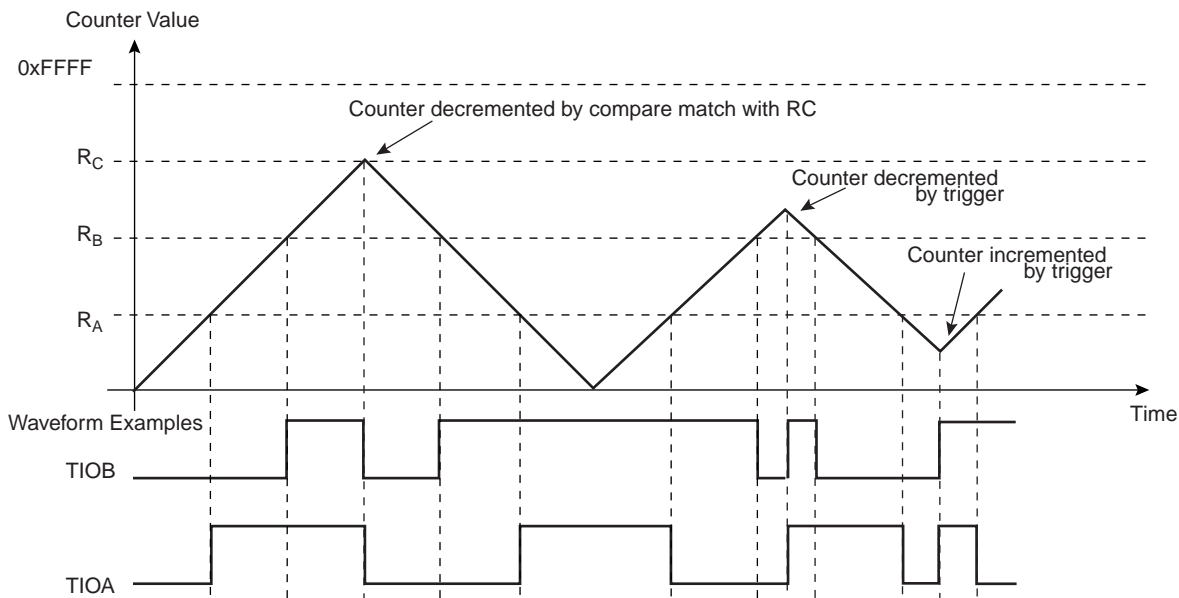 Counter Value
0xFFFF
Counter decremented by compare match with RC
RC
Counter decremented
by trigger
RB
Counter incremented
by trigger
RA
Time
Waveform Examples
TIOB
TIOA